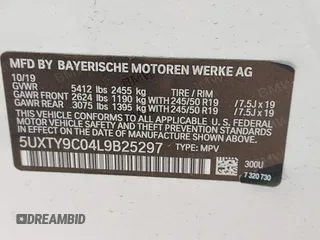 MFD BY BAYERISCHE MOTOREN WERKE AG
10/19
GVWR 5412 lbs 2455 kg TIRE / RIM
GAWR FRONT 2624 lbs 1190 kg 245/50 R19 / 7.5J x 19
GAWR REAR 3075 lbs 1395 kg 245/50 R19 / 7.5J x 19
THIS VEHICLE CONFORMS TO ALL APPLICABLE U.S. FEDERAL
MOTOR VEHICLE SAFETY STANDARDS IN EFFECT ON THE DATE OF
MANUFACTURE SHOWN ABOVE.
5UXTY9C04L9B25297 TYPE: MPV
300U
7 320 730
DREAMBID.COM